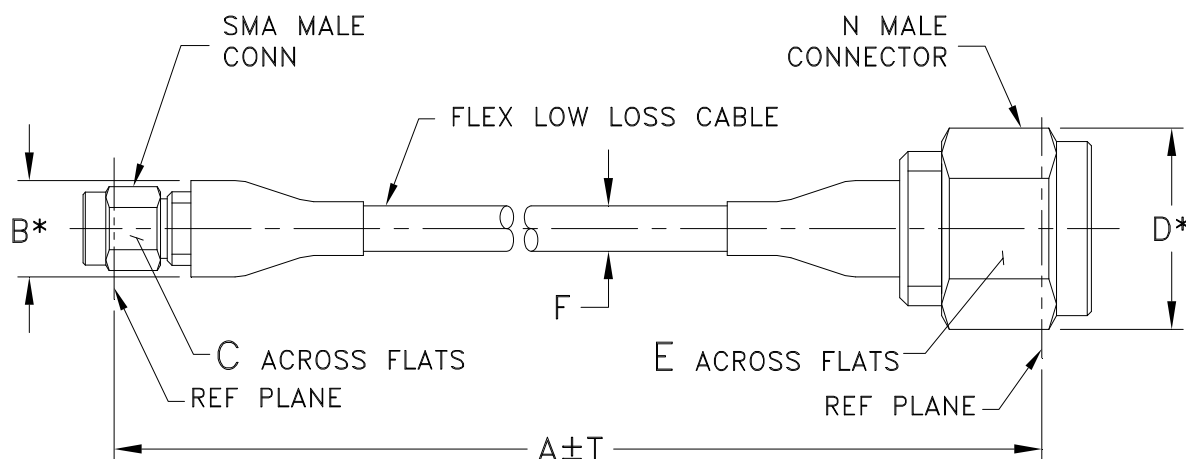 SMA MALE
CONN
N MALE
CONNECTOR
FLEX LOW LOSS CABLE
B*
D*
F
C ACROSS FLATS
E ACROSS FLATS
REF PLANE
REF PLANE
A±T